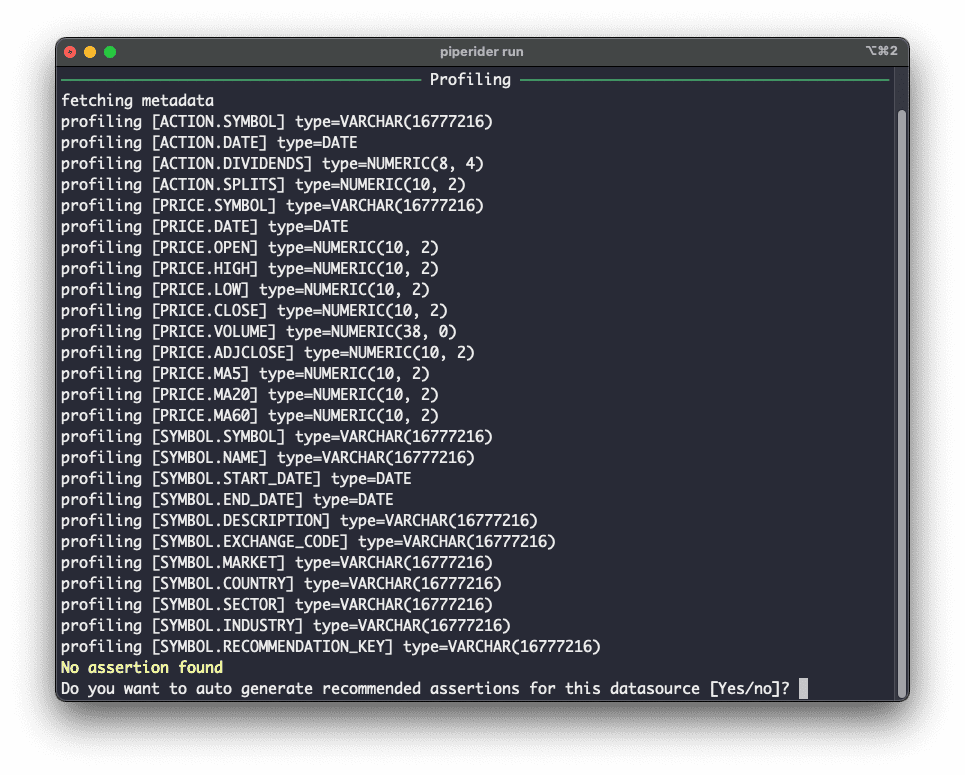 piperider run
⌥⌘2
Profiling
fetching metadata
profiling [ACTION.SYMBOL] type=VARCHAR(16777216)
profiling [ACTION.DATE] type=DATE
profiling [ACTION.DIVIDENDS] type=NUMERIC(8, 4)
profiling [ACTION.SPLITS] type=NUMERIC(10, 2)
profiling [PRICE.SYMBOL] type=VARCHAR(16777216)
profiling [PRICE.DATE] type=DATE
profiling [PRICE.OPEN] type=NUMERIC(10, 2)
profiling [PRICE.HIGH] type=NUMERIC(10, 2)
profiling [PRICE.LOW] type=NUMERIC(10, 2)
profiling [PRICE.CLOSE] type=NUMERIC(10, 2)
profiling [PRICE.VOLUME] type=NUMERIC(38, 0)
profiling [PRICE.ADJCLOSE] type=NUMERIC(10, 2)
profiling [PRICE.MA5] type=NUMERIC(10, 2)
profiling [PRICE.MA20] type=NUMERIC(10, 2)
profiling [PRICE.MA60] type=NUMERIC(10, 2)
profiling [SYMBOL.SYMBOL] type=VARCHAR(16777216)
profiling [SYMBOL.NAME] type=VARCHAR(16777216)
profiling [SYMBOL.START_DATE] type=DATE
profiling [SYMBOL.END_DATE] type=DATE
profiling [SYMBOL.DESCRIPTION] type=VARCHAR(16777216)
profiling [SYMBOL.EXCHANGE_CODE] type=VARCHAR(16777216)
profiling [SYMBOL.MARKET] type=VARCHAR(16777216)
profiling [SYMBOL.COUNTRY] type=VARCHAR(16777216)
profiling [SYMBOL.SECTOR] type=VARCHAR(16777216)
profiling [SYMBOL.INDUSTRY] type=VARCHAR(16777216)
profiling [SYMBOL.RECOMMENDATION_KEY] type=VARCHAR(16777216)
No assertion found
Do you want to auto generate recommended assertions for this datasource [Yes/no]?